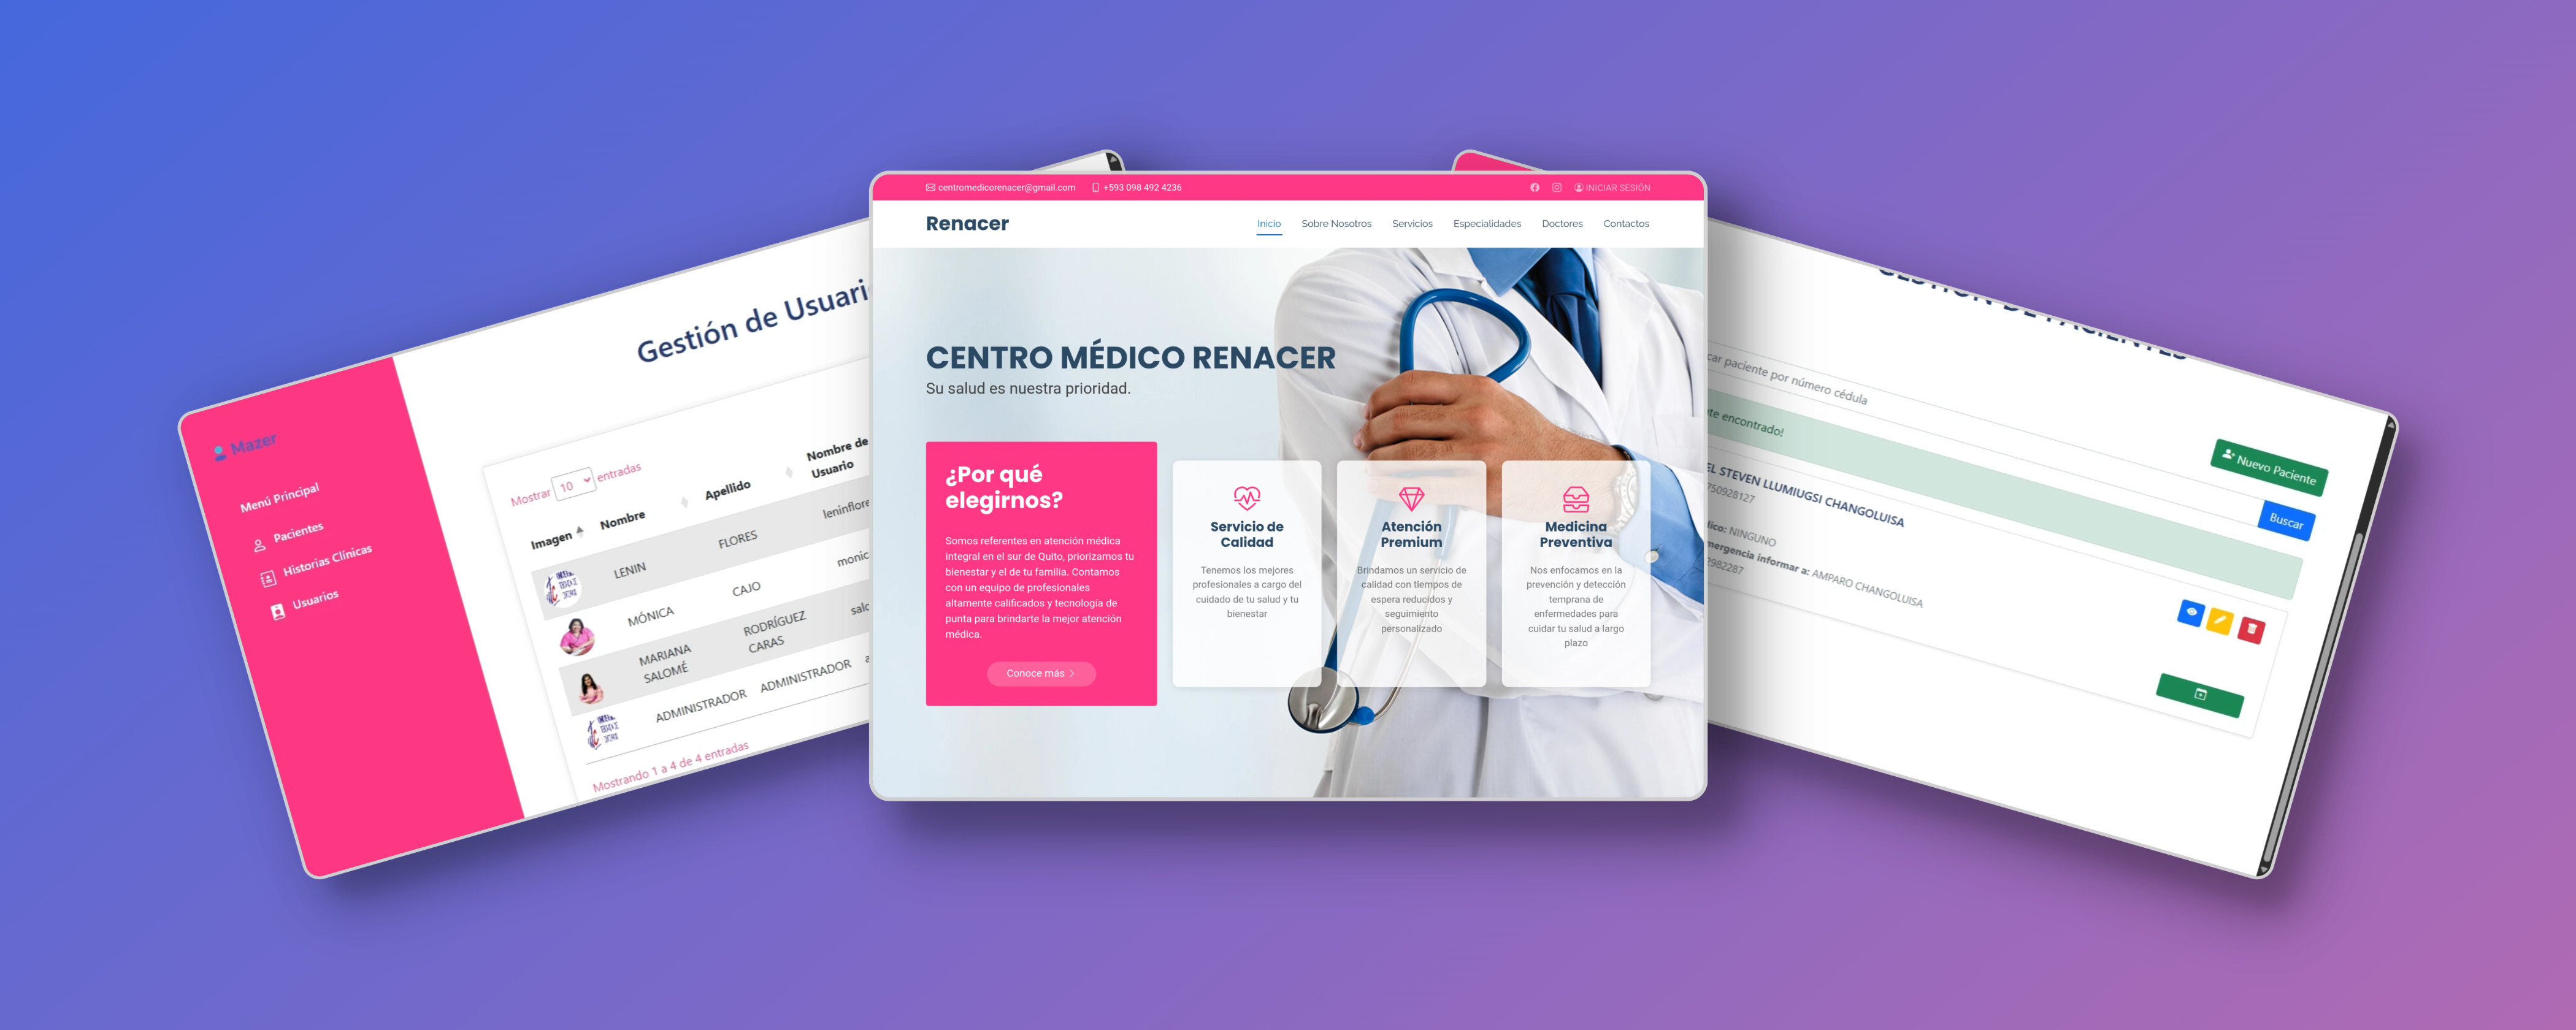 Mazer
Menú Principal
Pacientes
Historias Clínicas
Usuarios
Gestión de
Mostrar 10 entradas
Imagen
Nombre
Apellido
Nombre de
Usuario
LENIN
FLORES
MÓNICA
CAJO
MARIANA
SALOMÉ
RODRÍGUEZ
CARAS
ADMINISTRADOR
ADMINISTRADOR
Mostrando 1 a 4 de 4 entradas
centromedicorenacer@gmail.com
+593 098 492 4236
INICIAR SESIÓN
Renacer
Inicio
Sobre Nosotros
Servicios
Especialidades
Doctores
Contactos
CENTRO MÉDICO RENACER
Su salud es nuestra prioridad.
¿Por qué
elegirnos?
Somos referentes en atención médica
integral en el sur de Quito, priorizamos tu
bienestar y el de tu familia. Contamos
con un equipo de profesionales
altamente calificados y tecnología de
punta para brindarte la mejor atención
médica.
Conoce más
Servicio de
Calidad
Tenemos los mejores
profesionales a cargo del
cuidado de tu salud y tu
bienestar
Atención
Premium
Brindamos un servicio de
calidad con tiempos de
espera reducidos y
seguimiento
personalizado
Medicina
Preventiva
Nos enfocamos en la
prevención y detección
temprana de
enfermedades para
cuidar tu salud a largo
plazo
paciente por número cédula
encontrado!
Nuevo Paciente
Buscar
STEVEN LLUMIUGSI CHANGOLUISA
NINGUNO
informar a: AMPARO CHANGOLUISA